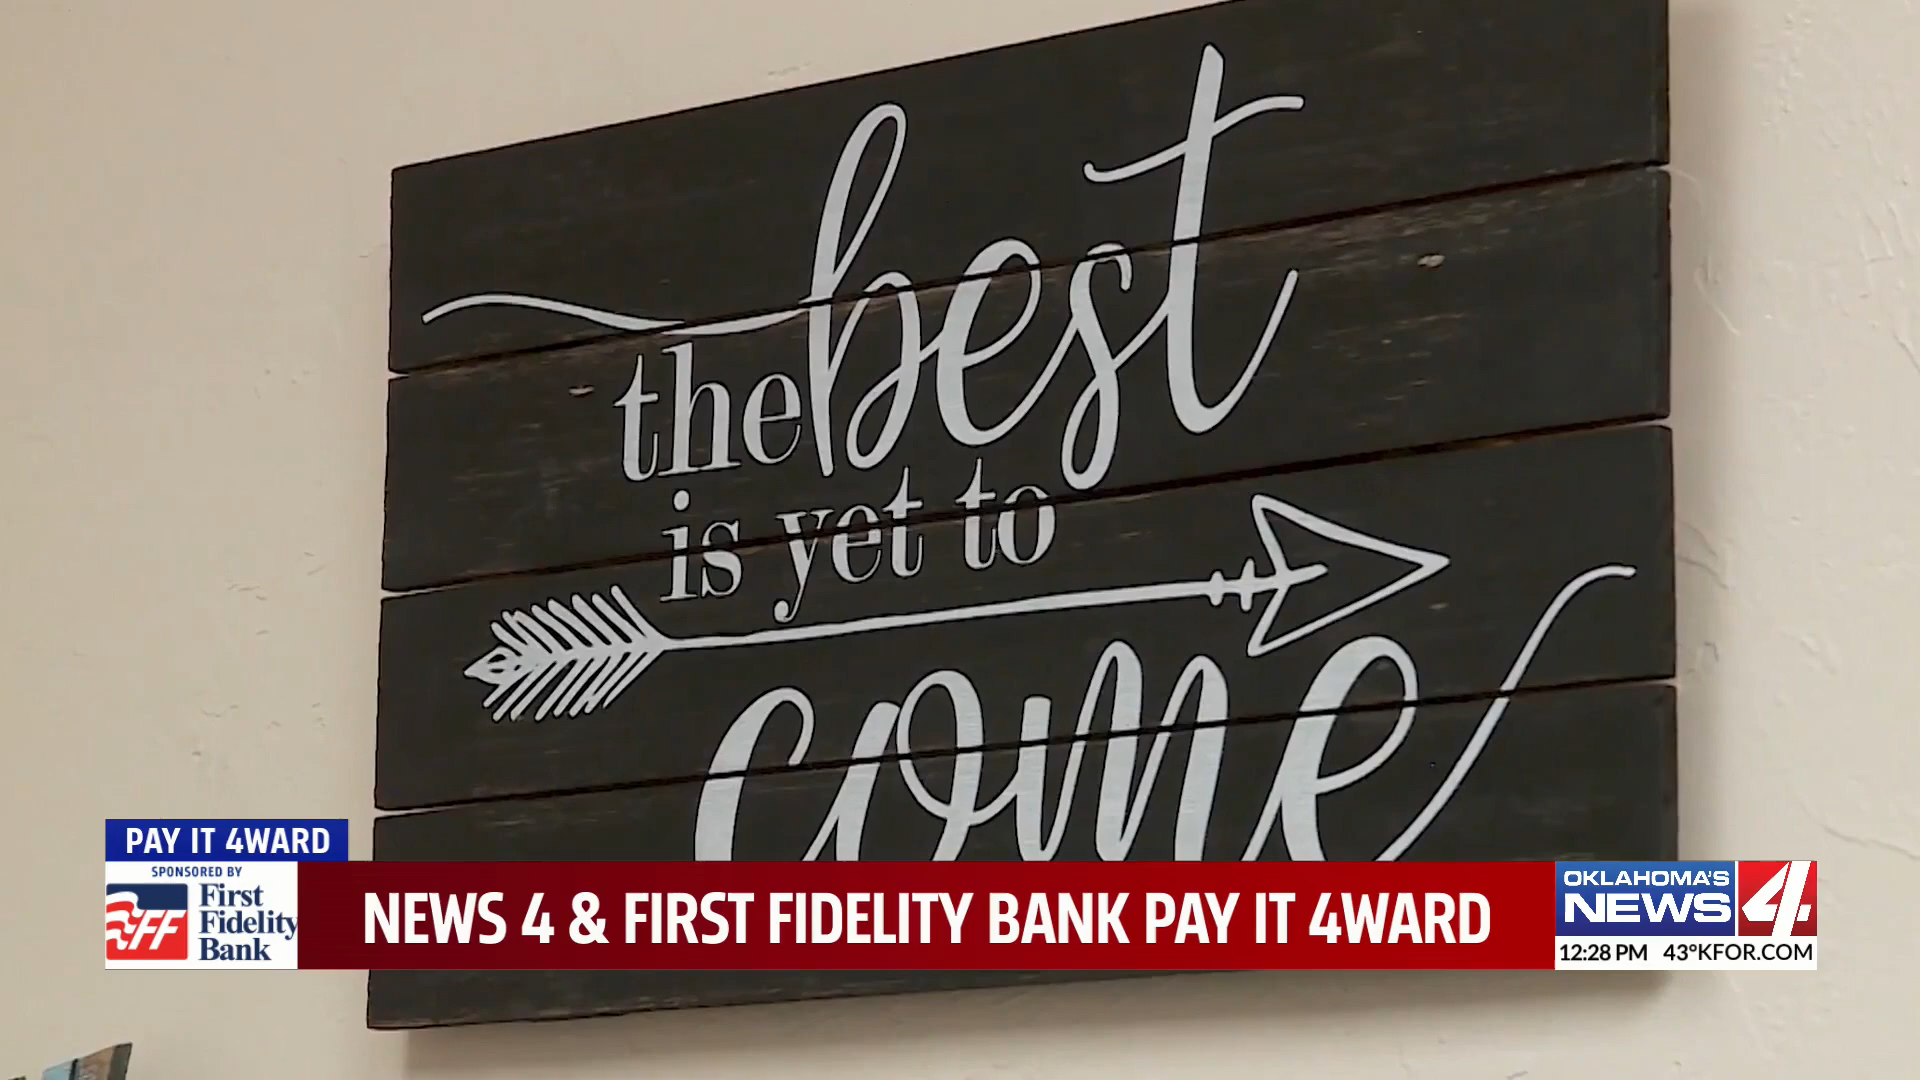 the best
is yet to
come
PAY IT 4WARD
SPONSORED BY
FFF
First
Fidelity
Bank
NEWS 4 & FIRST FIDELITY BANK PAY IT 4WARD
OKLAHOMA'S
NEWS 4
12:28 PM 43° KFOR.COM